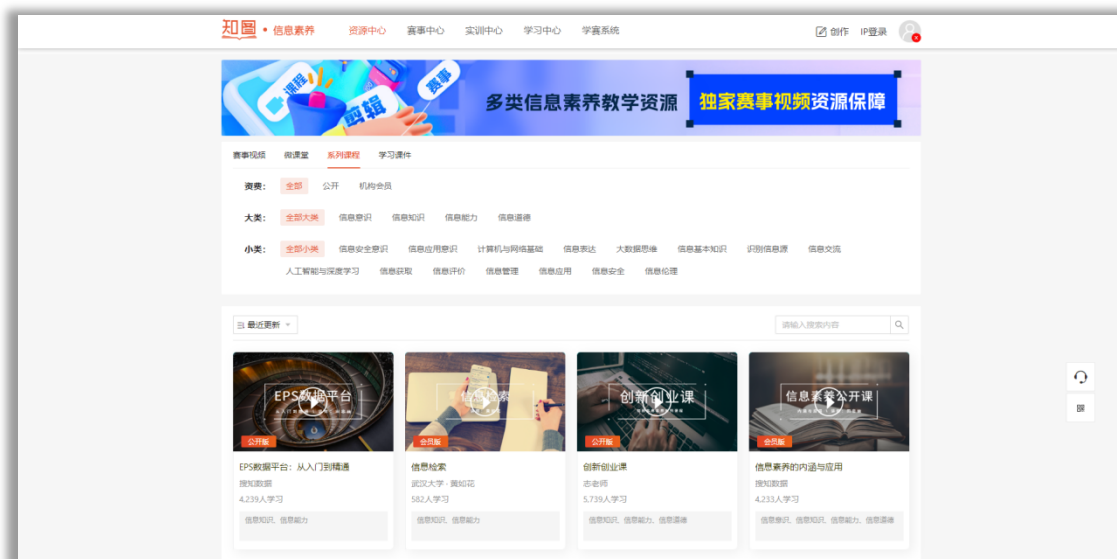 知圖 • 信息素养 资源中心 赛事中心 实训中心 学习中心 学赛系统 创作 IP登录
课程 剪辑 赛事 多类信息素养教学资源 独家赛事视频资源保障
赛事视频 微课堂 系列课程 学习课件
资费： 全部 公开 机构会员
大类： 全部大类 信息意识 信息知识 信息能力 信息道德
小类： 全部小类 信息安全意识 信息应用意识 计算机与网络基础 信息表达 大数据思维 信息基本知识 识别信息源 信息交流
人工智能与深度学习 信息获取 信息评价 信息管理 信息应用 信息安全 信息伦理
最近更新 请输入搜索内容
EPS数据平台 信息检索 创新创业课 信息素养公开课
公开版 会员版 公开版 会员版
EPS数据平台：从入门到精通 信息检索 创新创业课 信息素养的内涵与应用
搜知数据 武汉大学 - 黄如花 志老师 搜知数据
4,239人学习 582人学习 5,739人学习 4,233人学习
信息知识、信息能力 信息知识、信息能力 信息知识、信息能力、信息道德 信息意识、信息知识、信息能力、信息道德